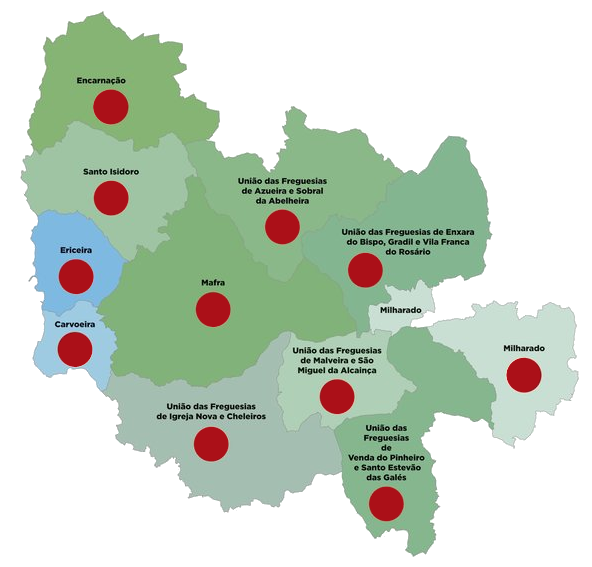 Encarnação
Santo Isidoro
União das Freguesias
de Azueira e Sobral
da Abelheira
União das Freguesias de Enxara
do Bispo, Gradil e Vila Franca
do Rosário
Ericeira
Mafra
Milharado
Carvoeira
União das Freguesias
de Malveira e São
Miguel da Alcainça
Milharado
União das Freguesias
de Igreja Nova e Cheleiros
União das
Freguesias
de
Venda do Pinheiro
e Santo Estevão
das Galés